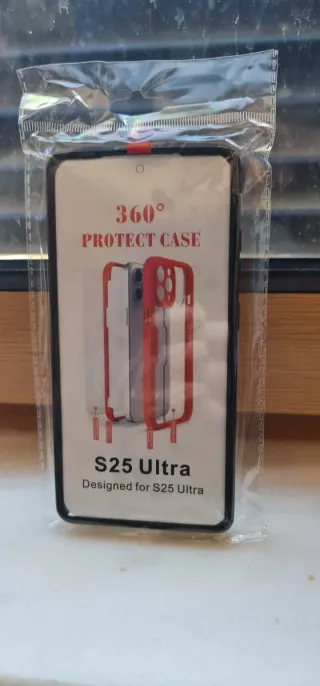 360°
PROTECT CASE
S25 Ultra
Designed for S25 Ultra